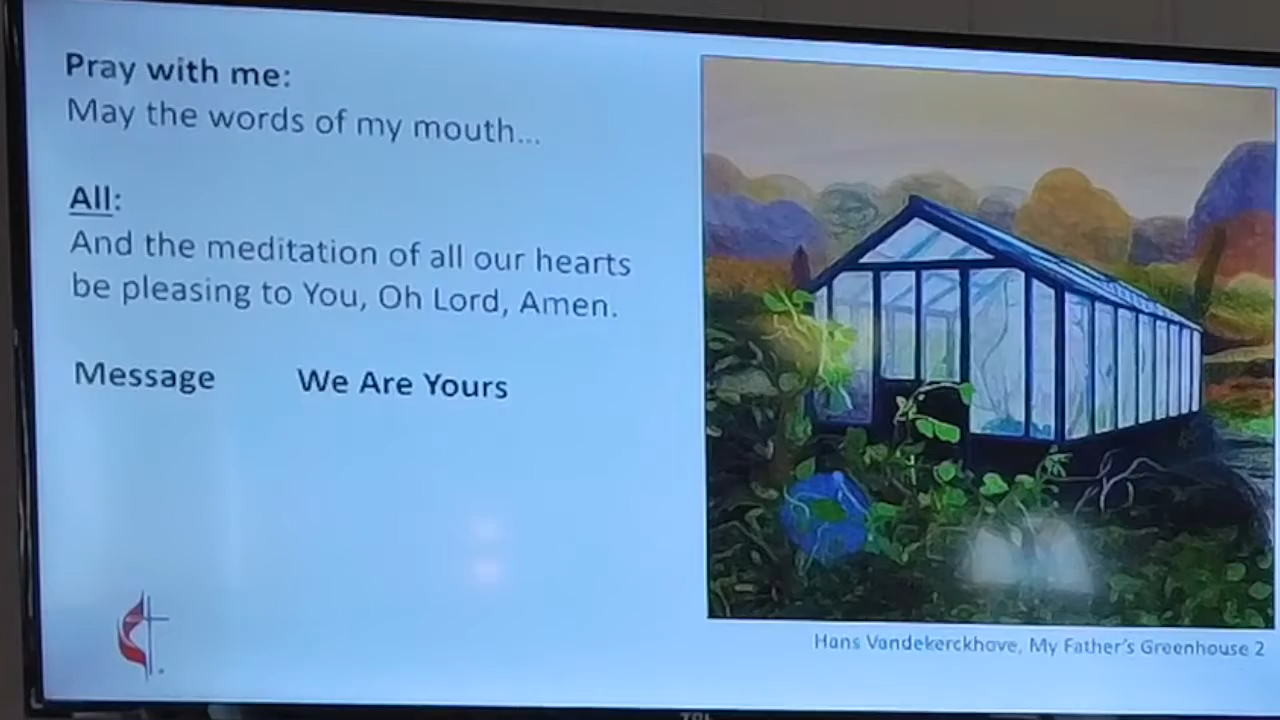 Pray with me:
May the words of my mouth...
All:
And the meditation of all our hearts
be pleasing to You, Oh Lord, Amen.
Message We Are Yours
Hans Vandekerckhove, My Father's Greenhouse 2
TCL